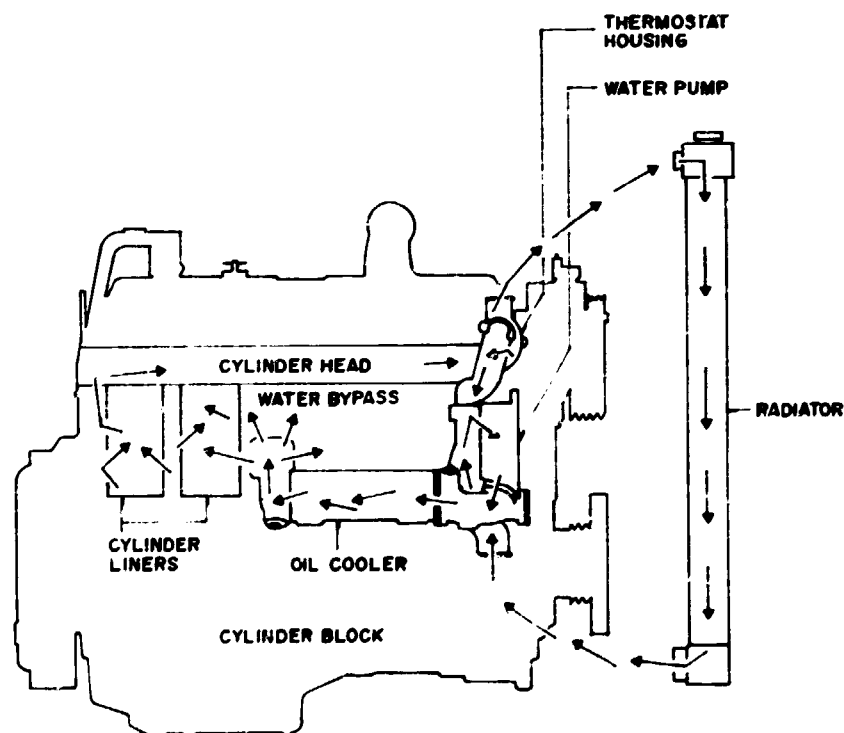 THERMOSTAT
HOUSING
WATER PUMP
CYLINDER HEAD
WATER BYPASS
RADIATOR
CYLINDER
LINERS
OIL COOLER
CYLINDER BLOCK